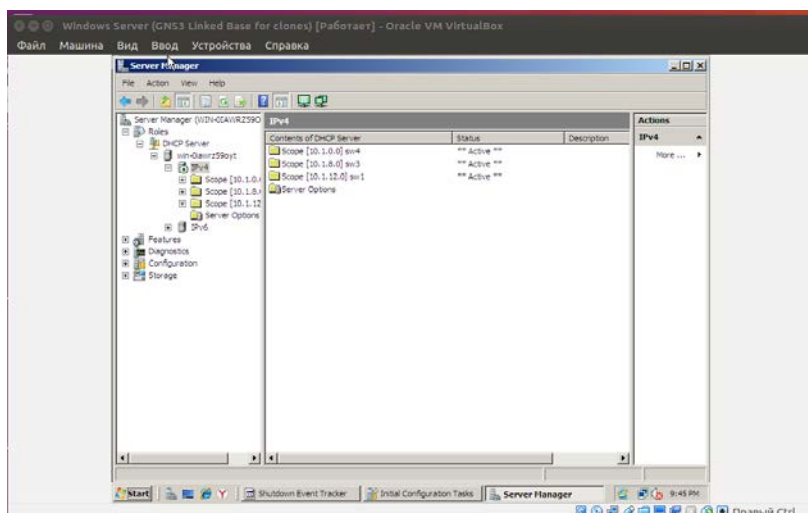 Windows Server (GNS3 Linked Base for clones) [Работает] - Oracle VM VirtualBox
Файл Машина Вид Ввод Устройства Справка
Server Manager
File Action View Help
Server Manager (WIN-
Roles
DHCP Server
IPv4
Scope [10.1.0.
Scope [10.1.8.
Scope [10.1.12
Server Options
IPv6
Features
Diagnostics
Configuration
Storage
IPv4
Contents of DHCP Server Status Description
Scope [10.1.0.0] sw4 ** Active **
Scope [10.1.8.0] sw3 ** Active **
Scope [10.1.12.0] sw1 ** Active **
Server Options
Actions
IPv4
More ...
Start
Shutdown Event Tracker
Initial Configuration Tasks
Server Manager
9:45 PM
Правый Ctrl